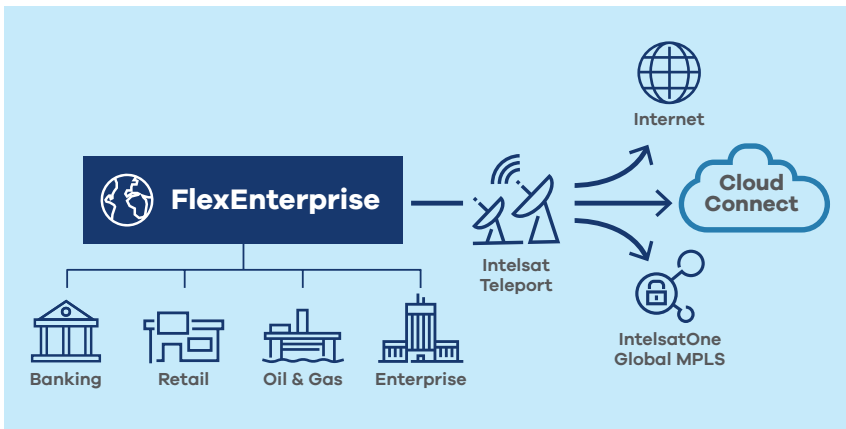 Internet
FlexEnterprise
Cloud
Connect
Intelsat
Teleport
IntelsatOne
Global MPLS
Banking
Retail
Oil & Gas
Enterprise